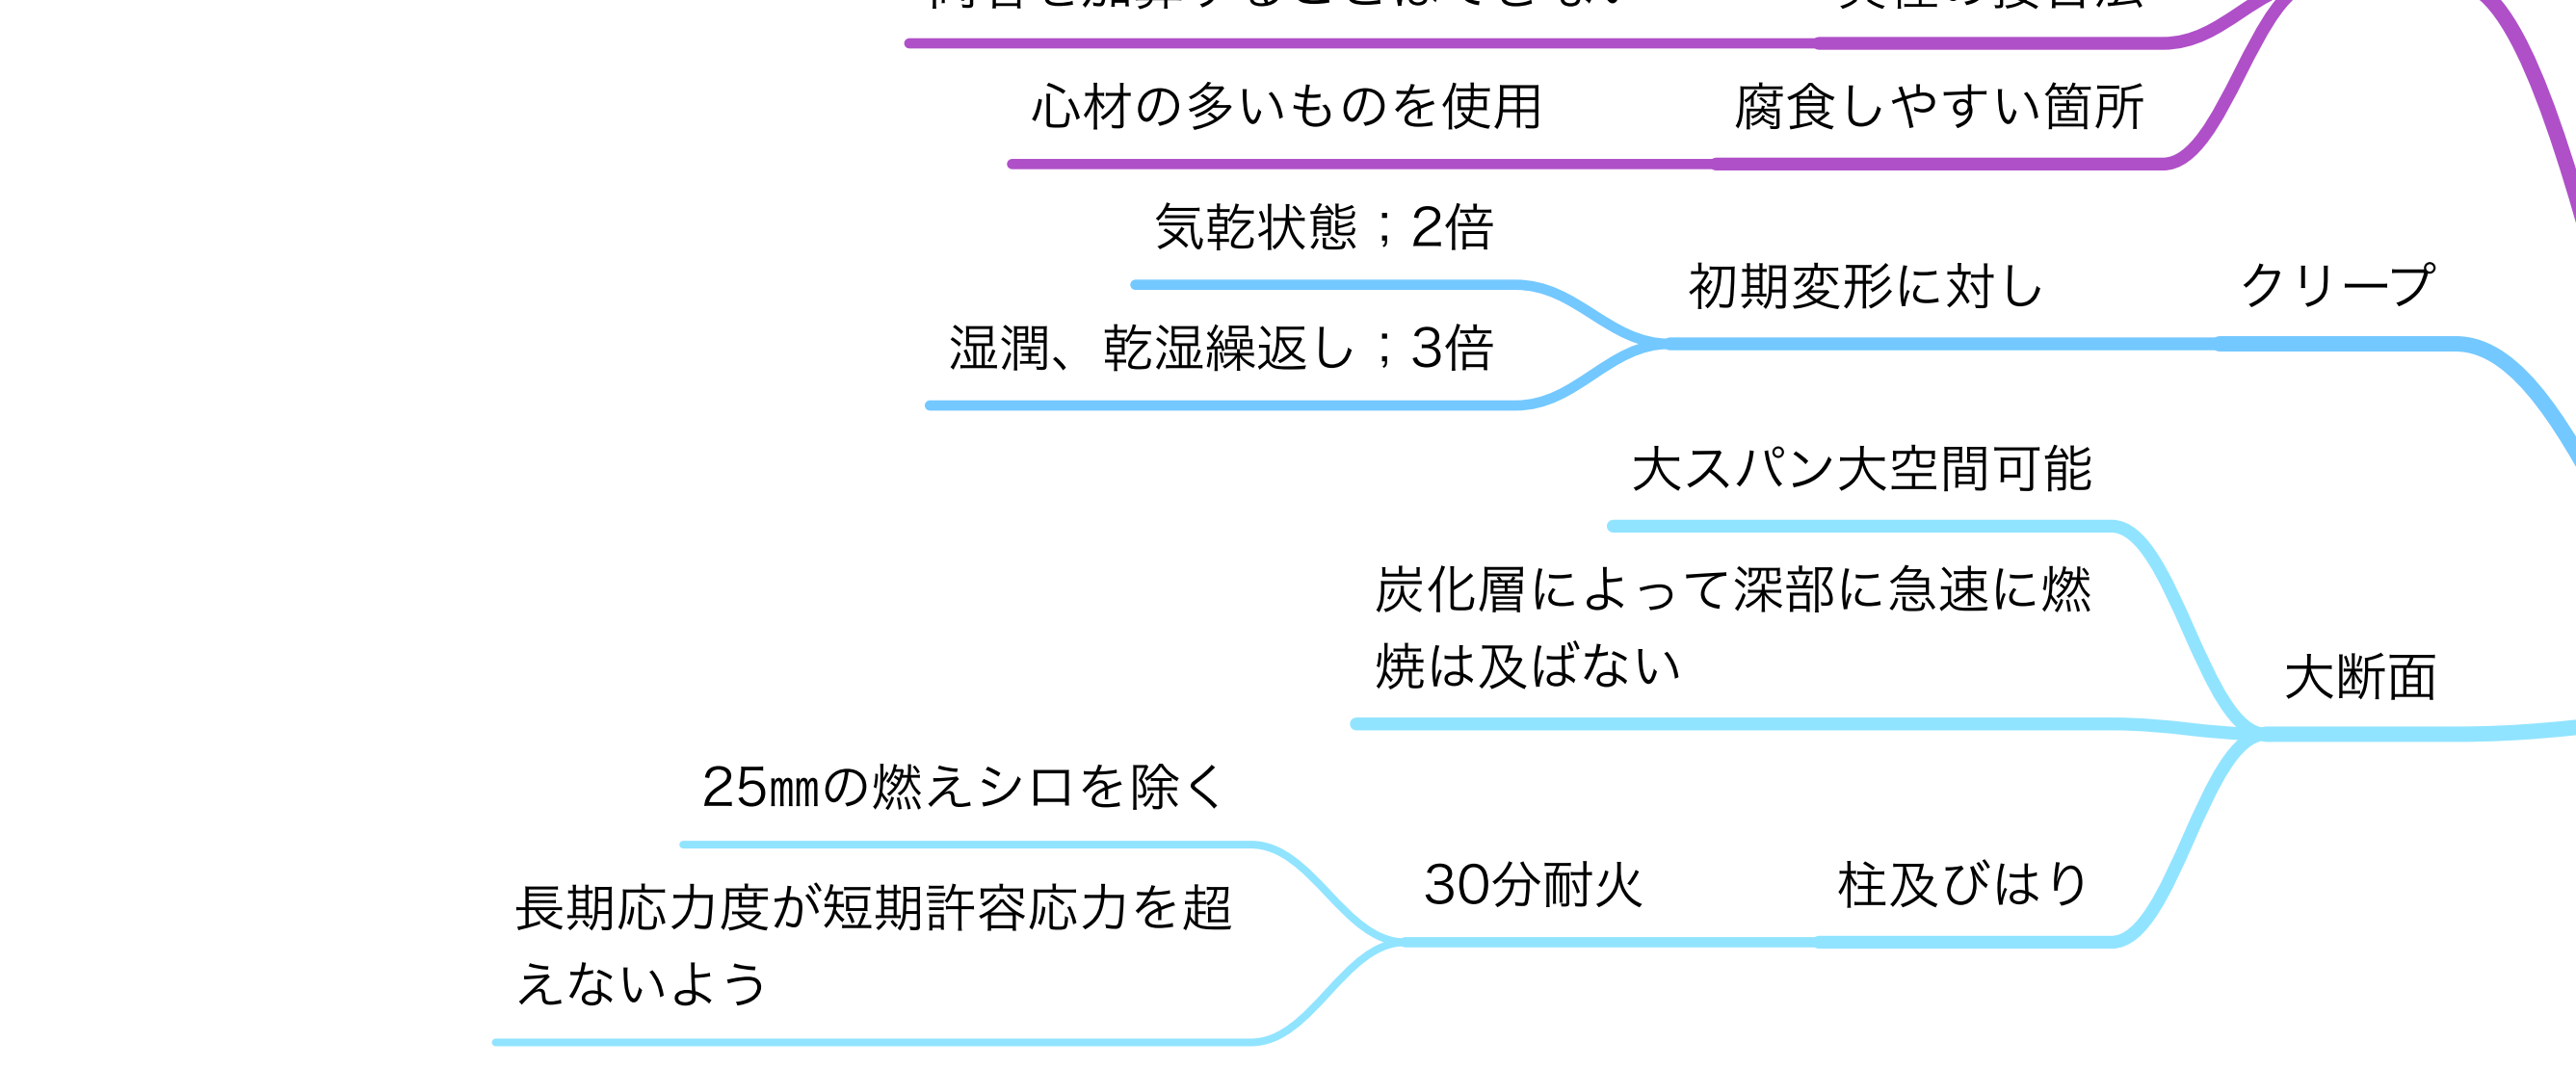 心材の多いものを使用
腐食しやすい箇所
気乾状態；2倍
湿潤、乾湿繰返し；3倍
初期変形に対し
クリープ
大スパン大空間可能
炭化層によって深部に急速に燃
焼は及ばない
大断面
25㎜の燃えシロを除く
長期応力度が短期許容応力を超
えないよう
30分耐火
柱及びはり